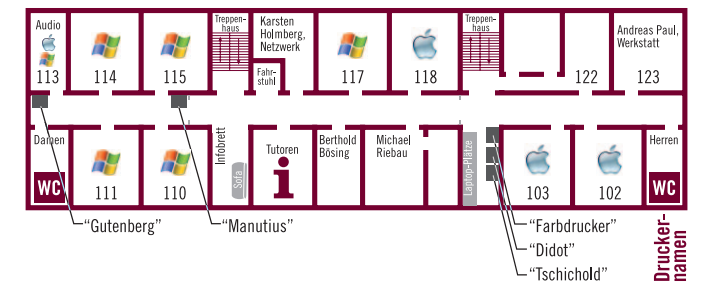 Audio
113
114
115
Treppen-
haus
Karsten
Holmberg,
Netzwerk
Fahr-
stuhl
117
118
Treppen-
haus
122
Andreas Paul,
Werkstatt
123
Damen
WC
111
110
Infobrett
Sofa
Tutoren
i
Berthold
Bösing
Michael
Riebau
Laptop-Plätze
103
102
Herren
WC
“Gutenberg”
“Manutius”
“Farbdrucker”
“Didot”
“Tschichold”
Drucker-
namen